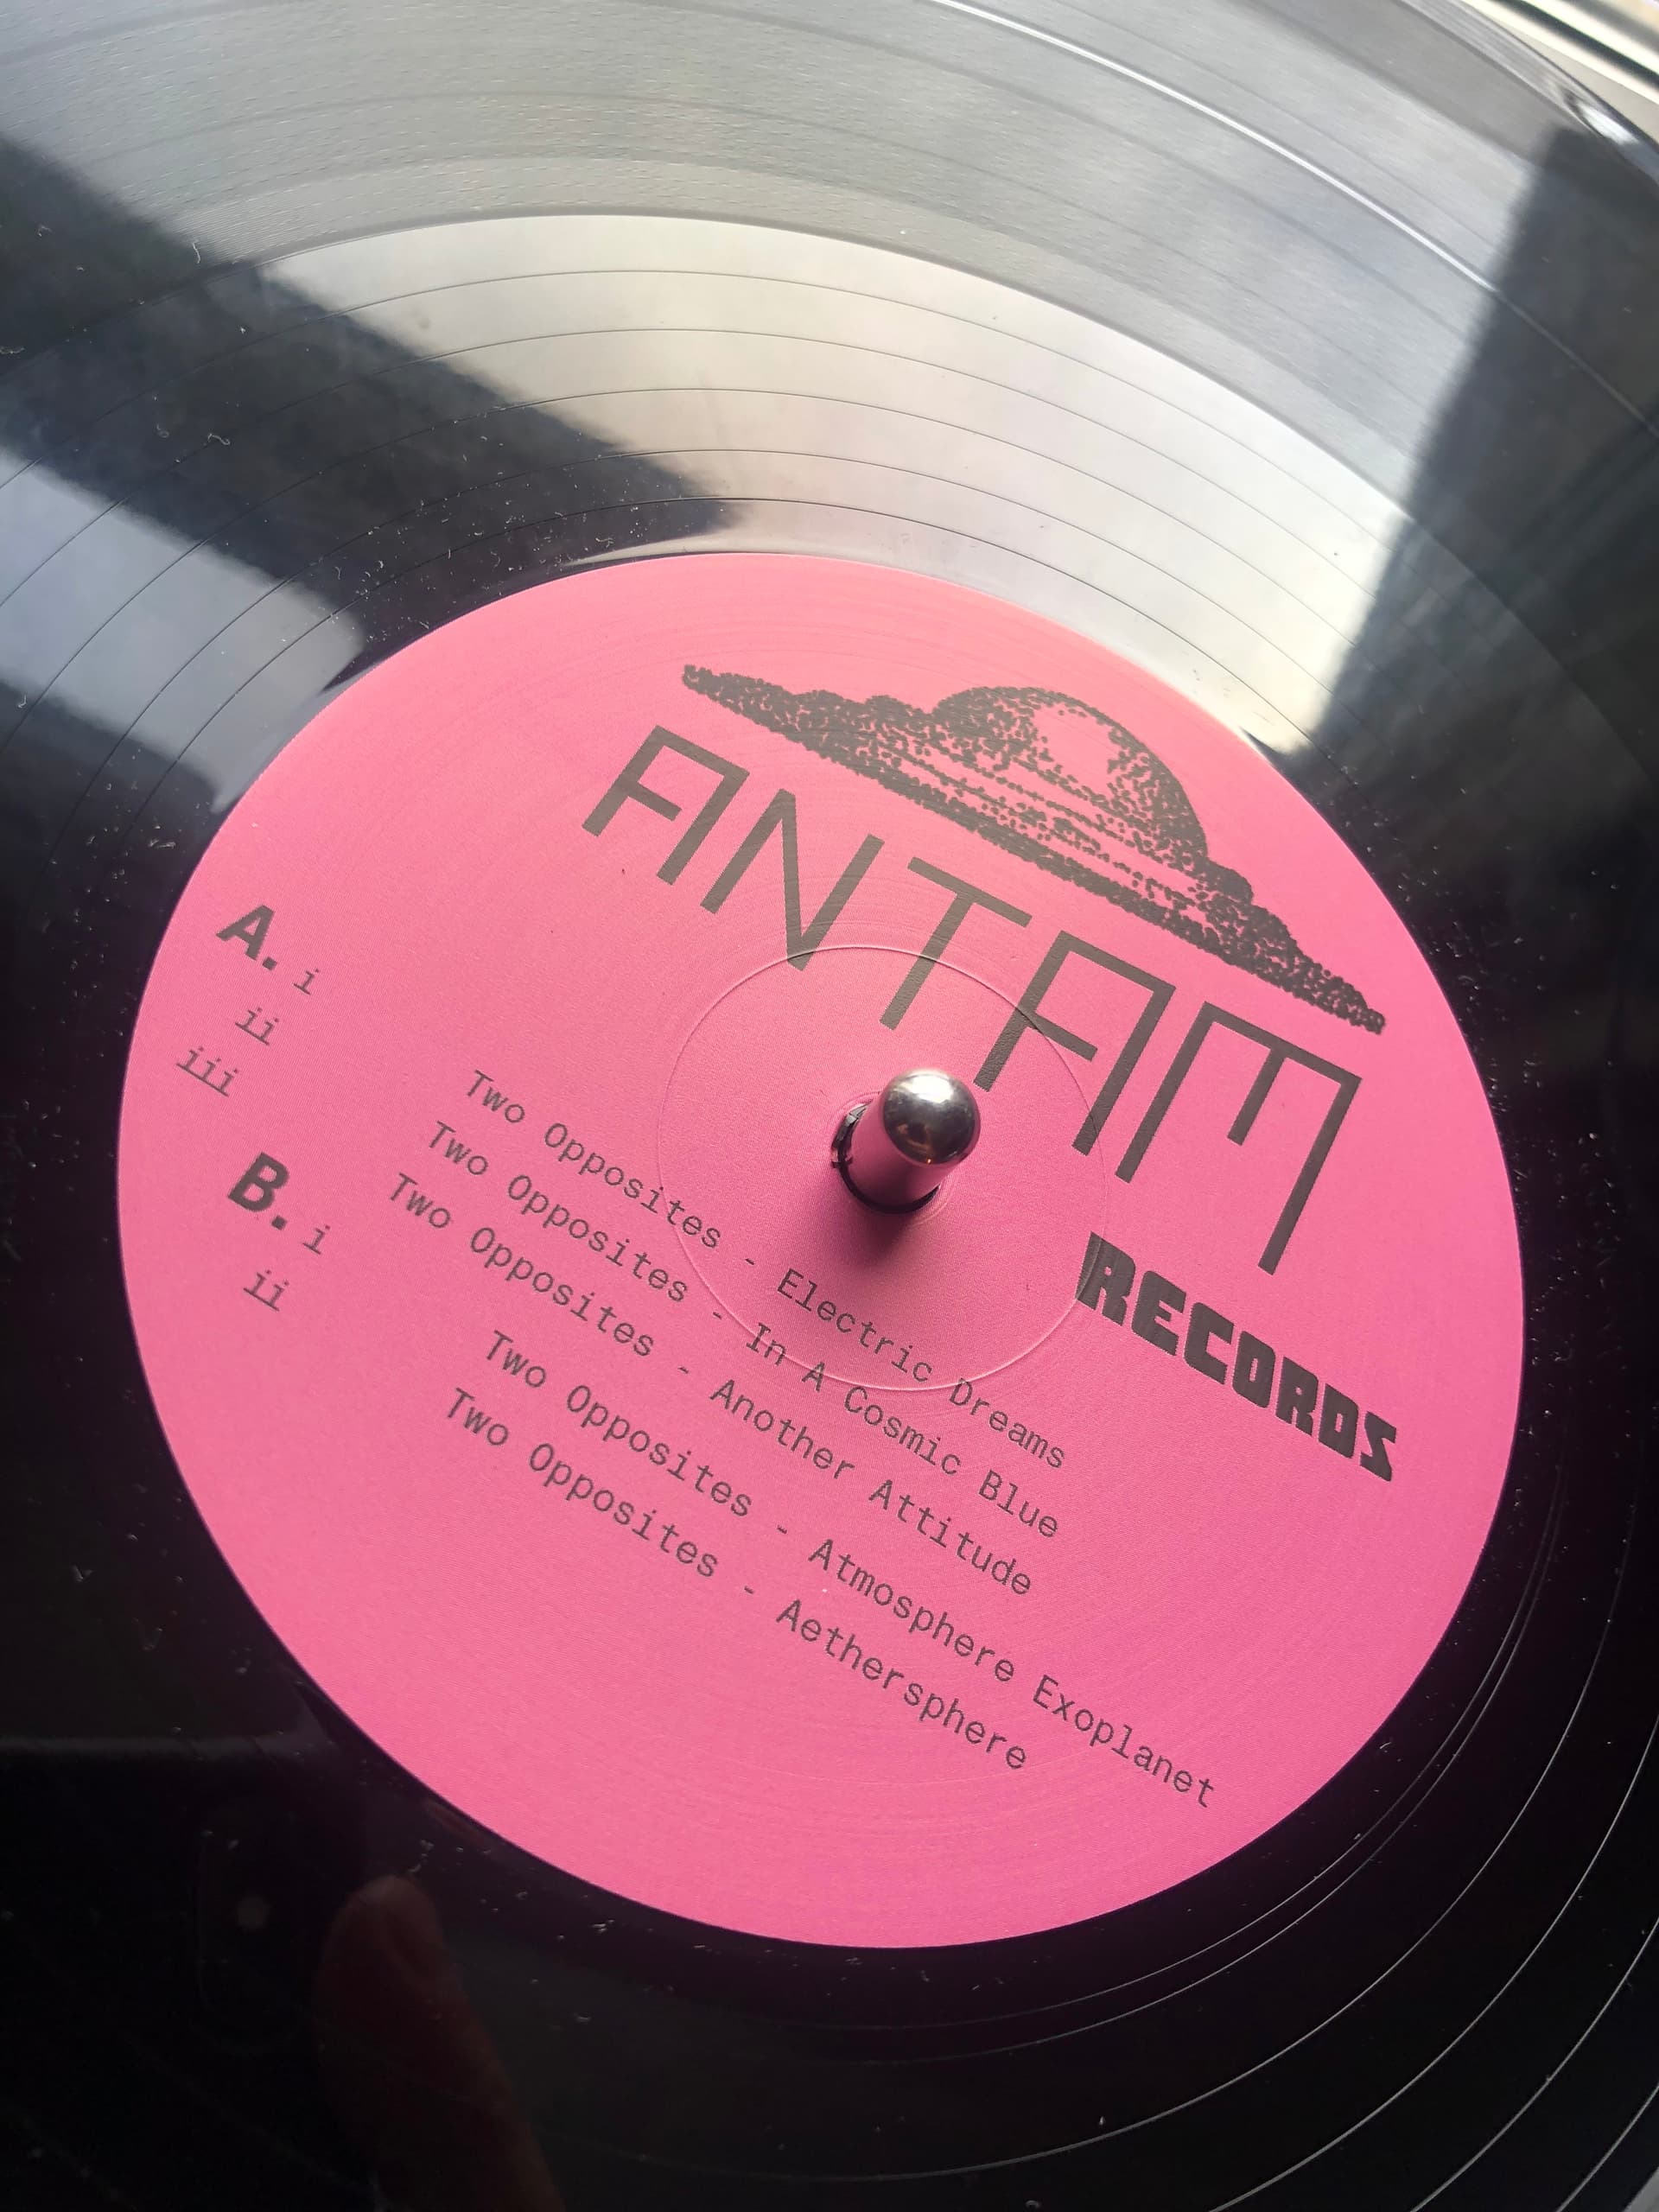 ANTAM
RECORDS
A. i Two Opposites - Electric Dreams
ii Two Opposites - In A Cosmic Blue
iii Two Opposites - Another Attitude
B. i Two Opposites - Atmosphere Exoplanet
ii Two Opposites - Aethersphere